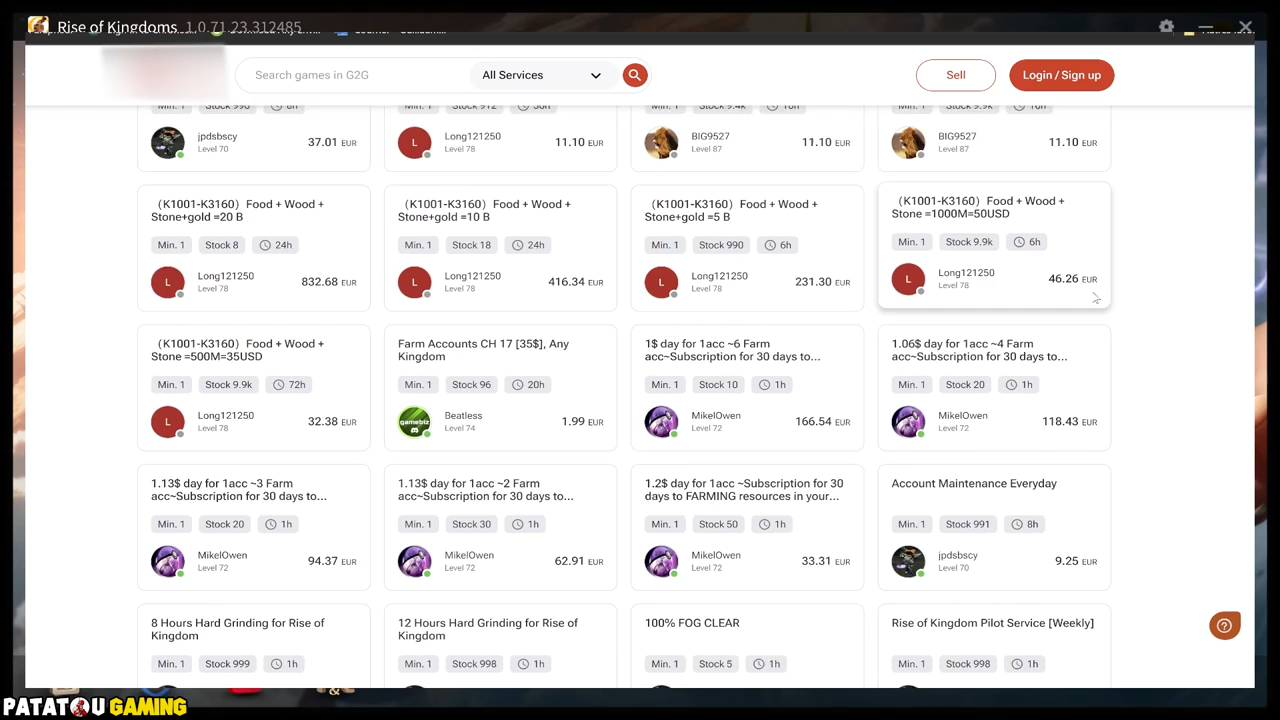 Rise of Kingdoms 1.0.71.23.312485
Search games in G2G
All Services
Sell
Login / Sign up
Min. 1 Stock 990 8h
Min. 1 Stock 912
Min. 1 Stock 9.4k
Min. 1 Stock 9.9k
jpdsbscy
Level 70
37.01 EUR
Long121250
Level 78
11.10 EUR
BIG9527
Level 87
11.10 EUR
BIG9527
Level 87
11.10 EUR
（K1001-K3160）Food + Wood +
Stone+gold =20 B
Min. 1 Stock 8 24h
Long121250
Level 78
832.68 EUR
（K1001-K3160）Food + Wood +
Stone+gold =10 B
Min. 1 Stock 18 24h
Long121250
Level 78
416.34 EUR
（K1001-K3160）Food + Wood +
Stone+gold =5 B
Min. 1 Stock 990 6h
Long121250
Level 78
231.30 EUR
（K1001-K3160）Food + Wood +
Stone =1000M=50USD
Min. 1 Stock 9.9k 6h
Long121250
Level 78
46.26 EUR
（K1001-K3160）Food + Wood +
Stone =500M=35USD
Min. 1 Stock 9.9k 72h
Long121250
Level 78
32.38 EUR
Farm Accounts CH 17 [35$], Any
Kingdom
Min. 1 Stock 96 20h
gamebiz
Beatless
Level 74
1.99 EUR
1$ day for 1acc ~6 Farm
acc~Subscription for 30 days to...
Min. 1 Stock 10 1h
MikelOwen
Level 72
166.54 EUR
1.06$ day for 1acc ~4 Farm
acc~Subscription for 30 days to...
Min. 1 Stock 20 1h
MikelOwen
Level 72
118.43 EUR
1.13$ day for 1acc ~3 Farm
acc~Subscription for 30 days to...
Min. 1 Stock 20 1h
MikelOwen
Level 72
94.37 EUR
1.13$ day for 1acc ~2 Farm
acc~Subscription for 30 days to...
Min. 1 Stock 30 1h
MikelOwen
Level 72
62.91 EUR
1.2$ day for 1acc ~Subscription for 30
days to FARMING resources in your...
Min. 1 Stock 50 1h
MikelOwen
Level 72
33.31 EUR
Account Maintenance Everyday
Min. 1 Stock 991 8h
jpdsbscy
Level 70
9.25 EUR
8 Hours Hard Grinding for Rise of
Kingdom
Min. 1 Stock 999 1h
12 Hours Hard Grinding for Rise of
Kingdom
Min. 1 Stock 998 1h
100% FOG CLEAR
Min. 1 Stock 5 1h
Rise of Kingdom Pilot Service [Weekly]
Min. 1 Stock 998 1h
PATATOU GAMING